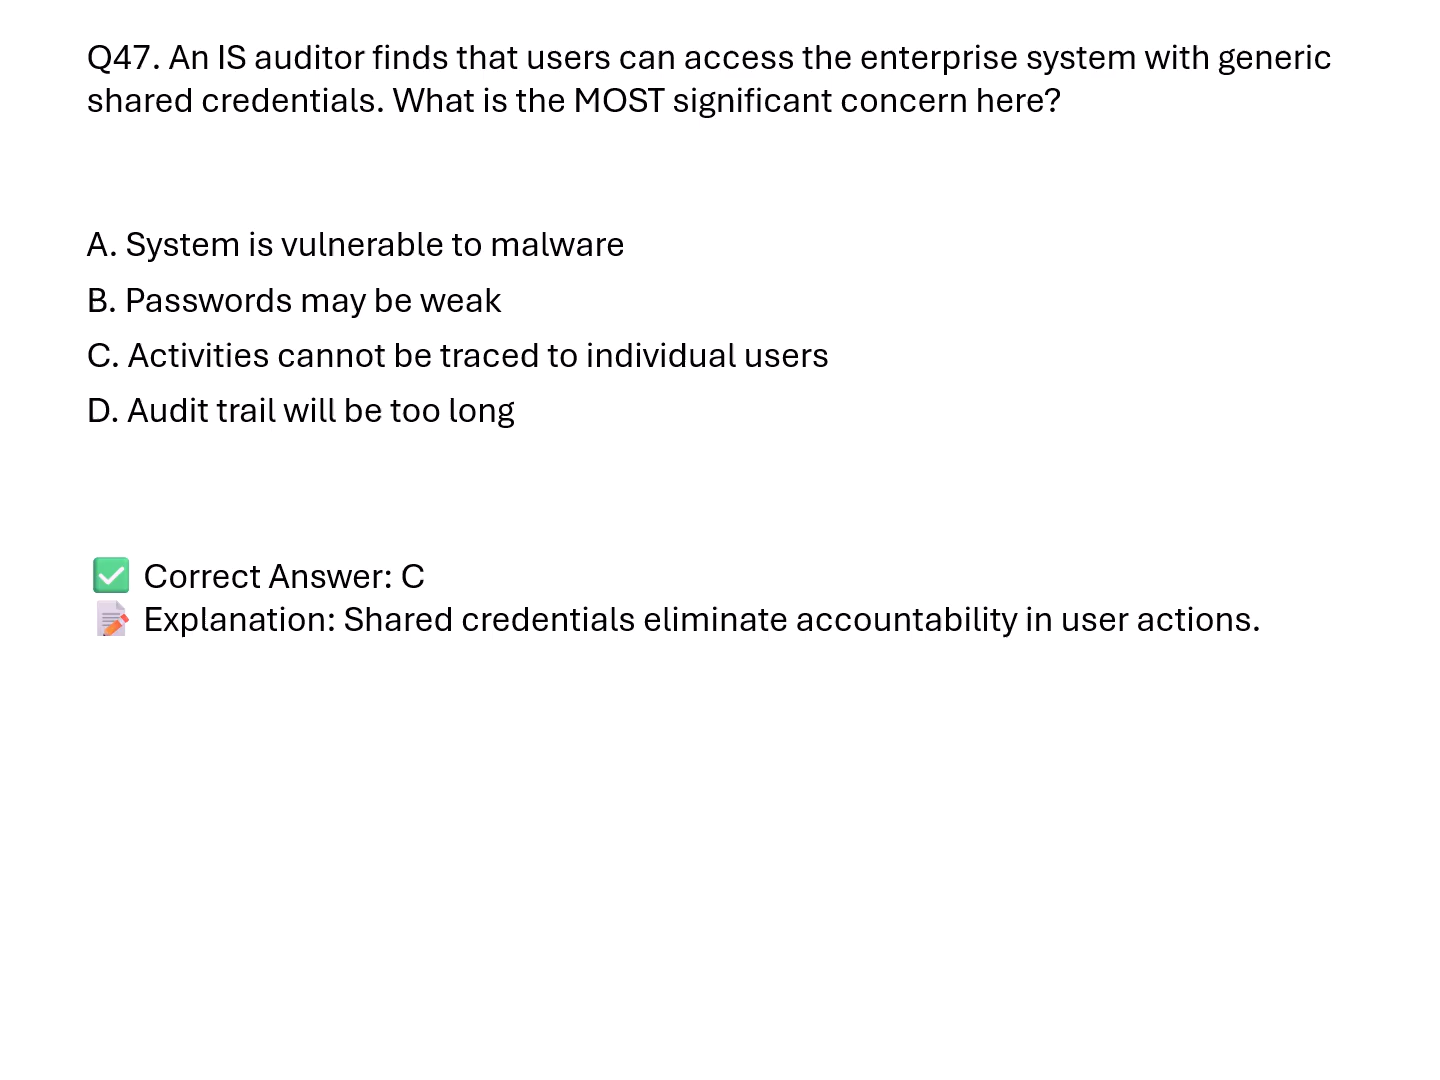 Q47. An IS auditor finds that users can access the enterprise system with generic
shared credentials. What is the MOST significant concern here?
A. System is vulnerable to malware
B. Passwords may be weak
C. Activities cannot be traced to individual users
D. Audit trail will be too long
✅ Correct Answer: C
📝 Explanation: Shared credentials eliminate accountability in user actions.